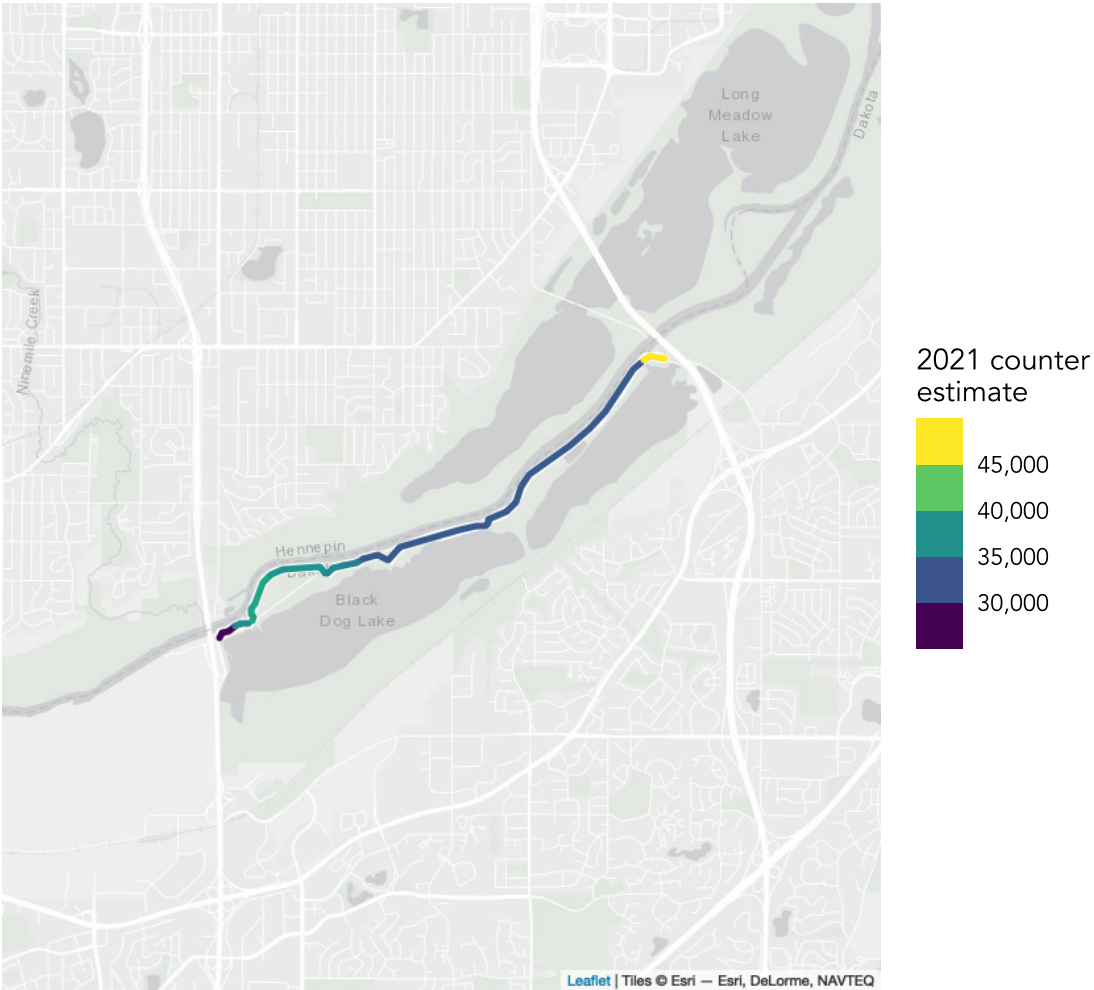 Long
Meadow
Lake
Dakota
Ninemile Creek
2021 counter
estimate
45,000
40,000
35,000
30,000
Hennepin
Black
Dog Lake
Leaflet | Tiles © Esri — Esri, DeLorme, NAVTEQ